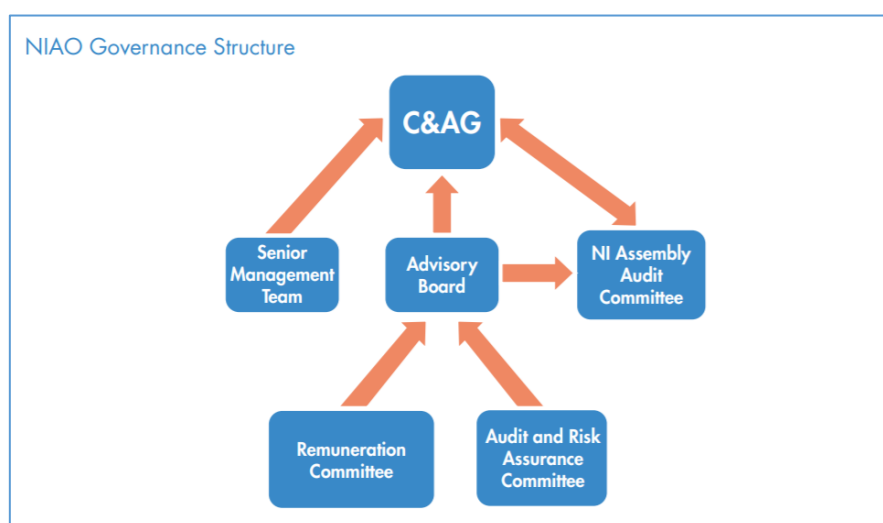 NIAO Governance Structure
C&AG
Senior
Management
Team
Advisory
Board
NI Assembly
Audit
Committee
Remuneration
Committee
Audit and Risk
Assurance
Committee